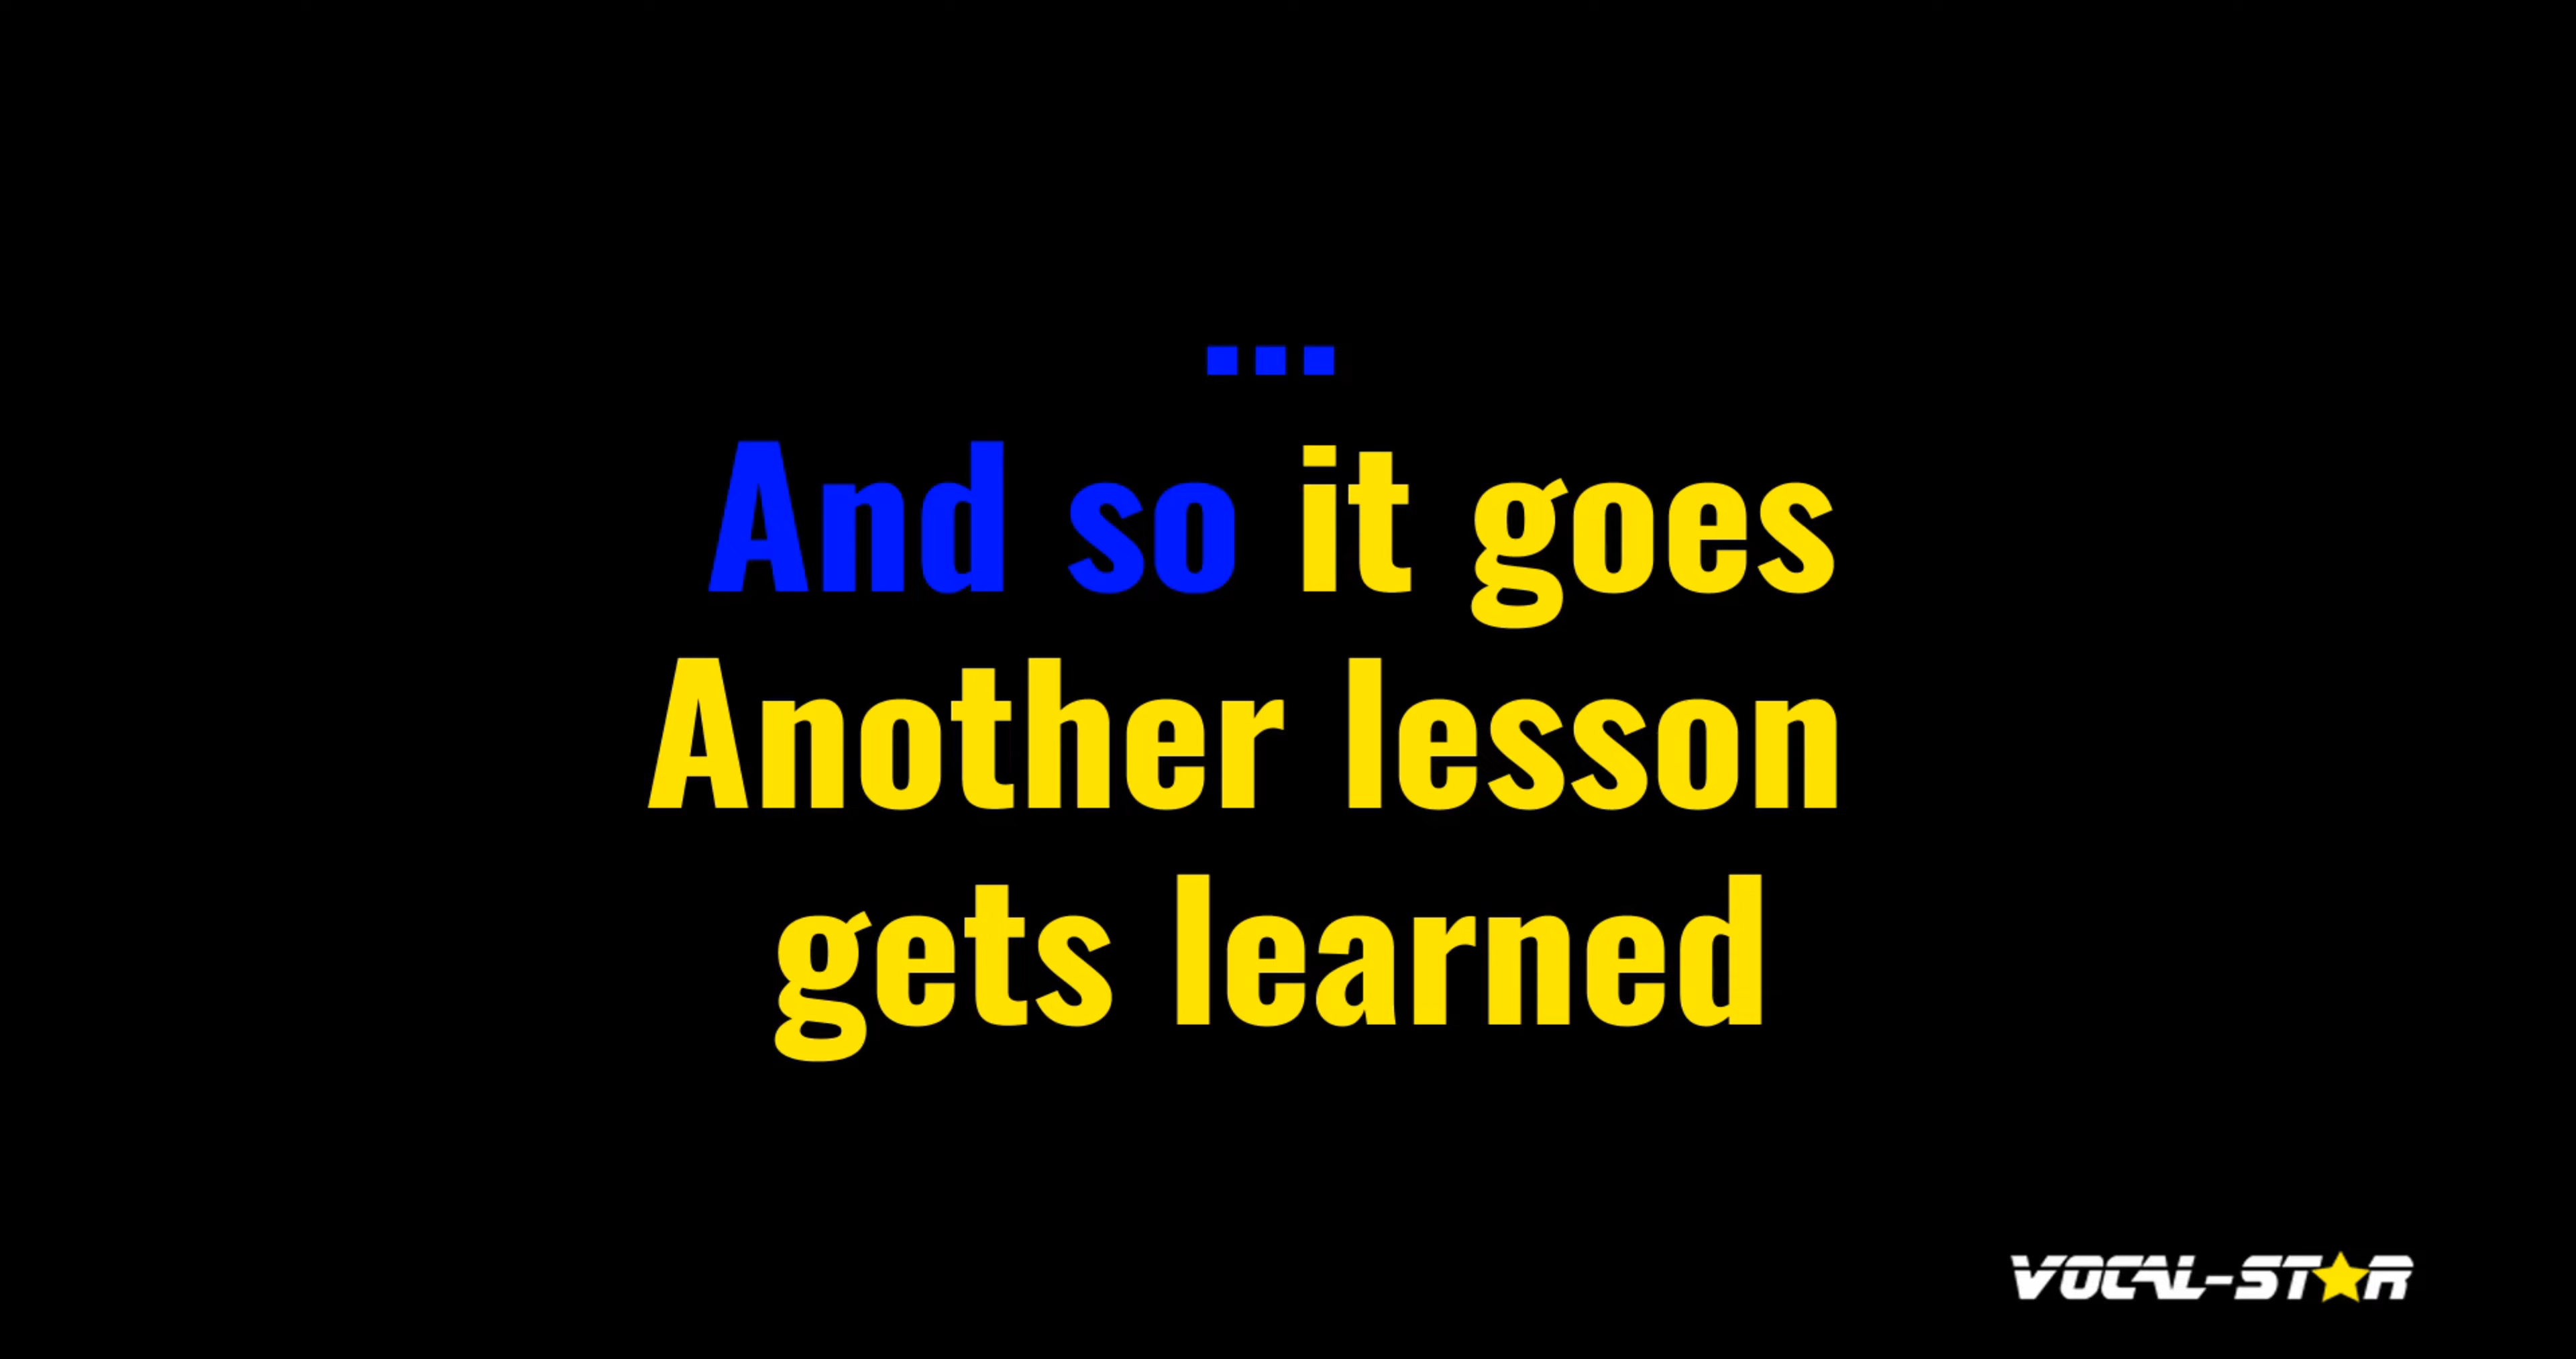 ...
And so it goes
Another lesson
gets learned
VOCAL-STAR